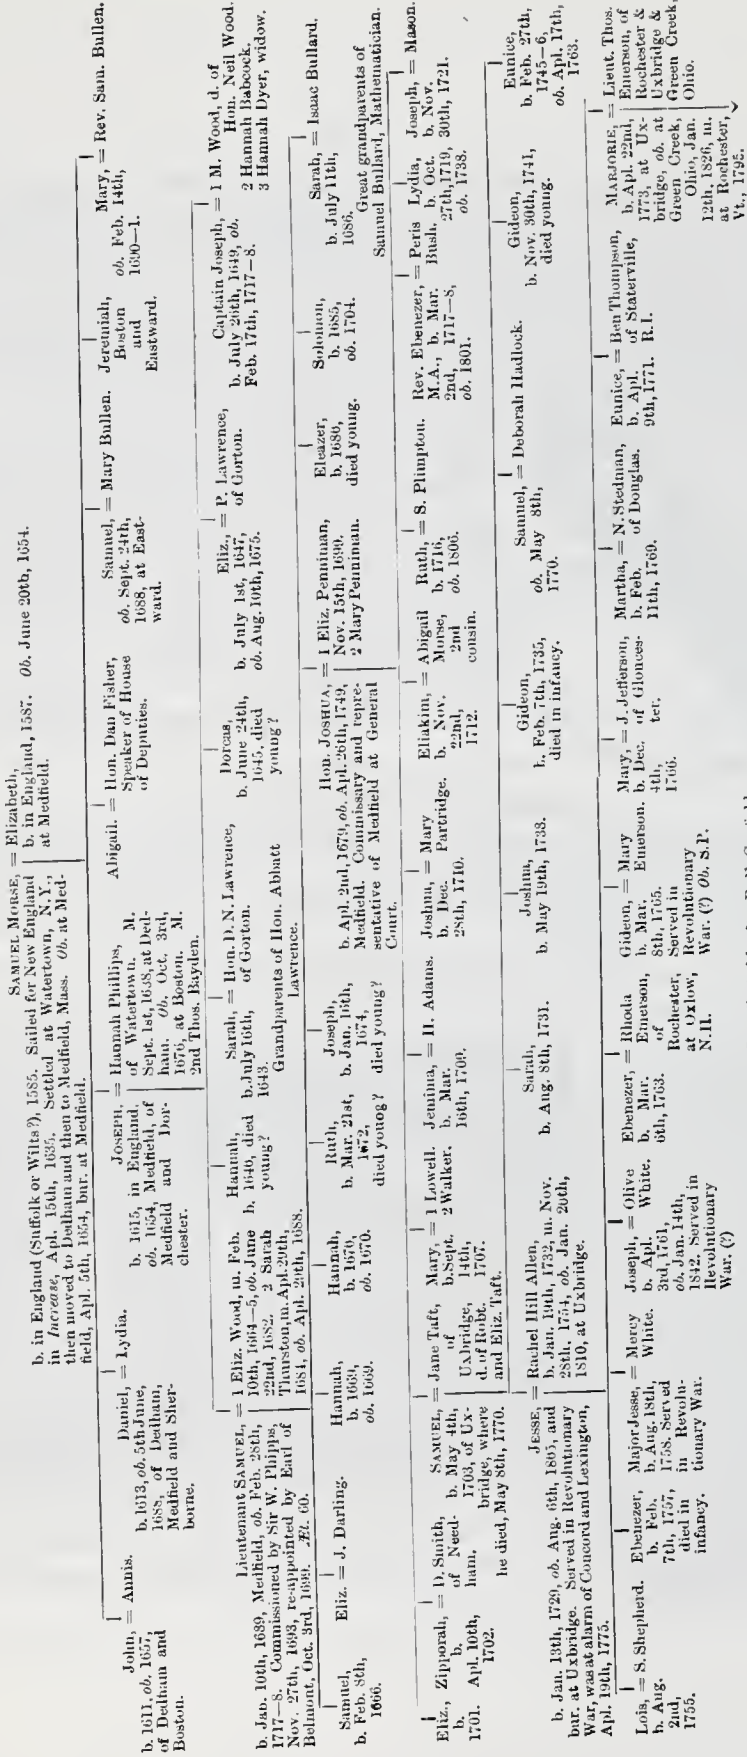 SAMUEL MORSE, = Elizabeth,
b. in England (Suffolk or Wilts?), 1585. Sailed for New England
in Increase, Apl. 15th, 1635. Settled at Watertown, N.Y.,
then moved to Dedham and then to Medfield, Mass. Ob. at Med-
field, Apl. 5th, 1654, bur. at Medfield.
b. in England, 1587. Ob. June 20th, 1654.
at Medfield.
John, = Annis.
b. 1611, ob. 1657,
of Dedham and
Boston.
Daniel, = Lydia.
b. 1613, ob. 5th June,
1688, of Dedham,
Medfield and Sher-
borne.
JOSEPH, = Hannah Phillips,
b. 1615, in England,
ob. 1654, Medfield, of
Medfield and Dor-
chester.
of Watertown. M.
Sept. 1st, 1638, at Ded-
ham. Ob. Oct. 3rd,
1676, at Boston. M.
2nd Thos. Bayden.
Abigail. = Hon. Dan Fisher,
Speaker of House
of Deputies.
Samuel, = Mary Bullen.
ob. Sept. 24th,
1688, at East-
ward.
Jeremiah,
Boston
and
Eastward.
Mary, = Rev. Sam. Bullen.
ob. Feb. 14th,
1690—1.
Lieutenant SAMUEL, = 1 Eliz. Wood, m. Feb.
b. Jan. 10th, 1639, Medfield, ob. Feb. 28th,
1717—8. Commissioned by Sir W. Phipps,
Nov. 27th, 1693, re-appointed by Earl of
Belmont, Oct. 3rd, 1699. Æt. 60.
10th, 1664—5, ob. June
22nd, 1682. 2 Sarah
Thurston, m. Apl. 29th,
1684, ob. Apl. 29th, 1688.
Hannah,
b. 1640, died
young?
Sarah, = Hon. D. N. Lawrence,
b. July 16th,
1643.
of Gorton.
Grandparents of Hon. Abbatt
Lawrence.
Dorcas,
b. June 24th,
1645, died
young?
Eliz., = P. Lawrence,
b. July 1st, 1647,
ob. Aug. 10th, 1675.
of Gorton.
Captain Joseph, = 1 M. Wood, d. of
b. July 26th, 1649, ob.
Feb. 17th, 1717—8.
Hon. Neil Wood.
2 Hannah Babcock.
3 Hannah Dyer, widow.
Samuel,
b. Feb. 8th,
1666.
Eliz. = J. Darling.
Hannah,
b. 1669,
ob. 1669.
Hannah,
b. 1670,
ob. 1670.
Ruth,
b. Mar. 21st,
1672,
died young?
Joseph,
b. Jan. 16th,
1674,
died young?
Hon. JOSHUA, = 1 Eliz. Penniman,
b. Apl. 2nd, 1679, ob. Apl. 26th, 1749,
Medfield. Commissary and repre-
sentative of Medfield at General
Court.
Nov. 15th, 1699.
2 Mary Penniman.
Eleazer,
b. 1680,
died young.
Solomon,
b. 1685,
ob. 1704.
Sarah, = Isaac Bullard.
b. July 11th,
1686.
Great grandparents of
Samuel Bullard, Mathematician.
Eliz.,
b.
1701.
Zipporah, = D. Smith,
b.
Apl. 10th,
1702.
of Need-
ham.
SAMUEL, = Jane Taft,
b. May 4th,
1703, of Ux-
bridge, where
he died, May 8th, 1770.
of
Uxbridge,
d. of Robt.
and Eliz. Taft.
Mary, = 1 Lowell.
b. Sept.
14th,
1707.
2 Walker.
Jemima, = H. Adams.
b. Mar.
16th, 1709.
Joshua, = Mary
b. Dec.
28th, 1710.
Partridge.
Eliakim, = Abigail
b. Nov.
22nd,
1712.
Morse,
2nd
cousin.
Ruth, = S. Plimpton.
b. 1716,
ob. 1806.
Rev. Ebenezer, = Peris
M.A., b. Mar.
2nd, 1717—8,
ob. 1801.
Bush.
Lydia,
b. Oct.
27th, 1719,
ob. 1738.
Joseph, = Mason.
b. Nov.
30th, 1721.
JESSE, = Rachel Hill Allen,
b. Jan. 13th, 1729, ob. Aug. 6th, 1805, and
bur. at Uxbridge. Served in Revolutionary
War, was at alarm of Concord and Lexington,
Apl. 19th, 1775.
b. Jan. 19th, 1732, m. Nov.
28th, 1754, ob. Jan. 26th,
1810, at Uxbridge.
Sarah,
b. Aug. 8th, 1731.
Joshua,
b. May 19th, 1733.
Gideon,
b. Feb. 7th, 1735,
died in infancy.
Samuel, = Deborah Hadlock.
ob. May 8th,
1770.
Gideon,
b. Nov. 30th, 1741,
died young.
Eunice,
b. Feb. 27th,
1745—6,
ob. Apl. 17th,
1763.
Lois, = S. Shepherd.
b. Aug.
2nd,
1755.
Ebenezer,
b. Feb.
7th, 1757,
died in
infancy.
Major Jesse, = Mercy
b. Aug. 18th,
1758. Served
in Revolu-
tionary War.
White.
Joseph, = Olive
b. Apl.
3rd, 1761,
ob. Jan. 14th,
1842. Served in
Revolutionary
War. (?)
White.
Ebenezer, = Rhoda
b. Mar.
6th, 1763.
Emerson,
of
Rochester,
at Oxlow,
N.H.
Gideon, = Mary
b. Mar.
8th, 1765.
Served in
Revolutionary
War. (?) Ob. S.P.
Emerson.
Mary, = J. Jefferson,
b. Dec.
4th,
1766.
of Glonces-
ter.
Martha, = N. Stedman,
b. Feb.
11th, 1769.
of Douglas.
Eunice, = Ben Thompson,
b. Apl.
9th, 1771.
of Staterville,
R.I.
MARJORIE, = Lieut. Thos.
b. Apl. 22nd,
1773, at Ux-
bridge, ob. at
Green Creek,
Ohio, Jan.
12th, 1826, m.
at Rochester,
Vt., 1795.
Emerson, of
Rochester &
Uxbridge &
Green Creek,
Ohio.